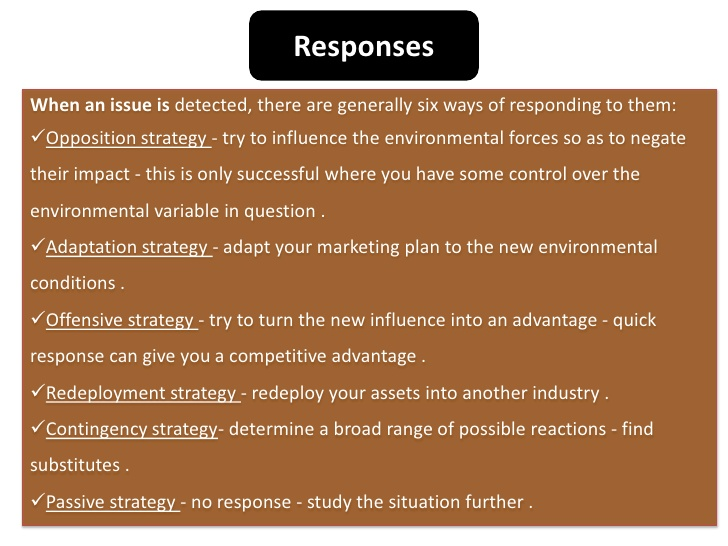 Responses
When an issue is detected, there are generally six ways of responding to them:
✓Opposition strategy - try to influence the environmental forces so as to negate
their impact - this is only successful where you have some control over the
environmental variable in question .
✓Adaptation strategy - adapt your marketing plan to the new environmental
conditions .
✓Offensive strategy - try to turn the new influence into an advantage - quick
response can give you a competitive advantage .
✓Redeployment strategy - redeploy your assets into another industry .
✓Contingency strategy- determine a broad range of possible reactions - find
substitutes .
✓Passive strategy - no response - study the situation further .